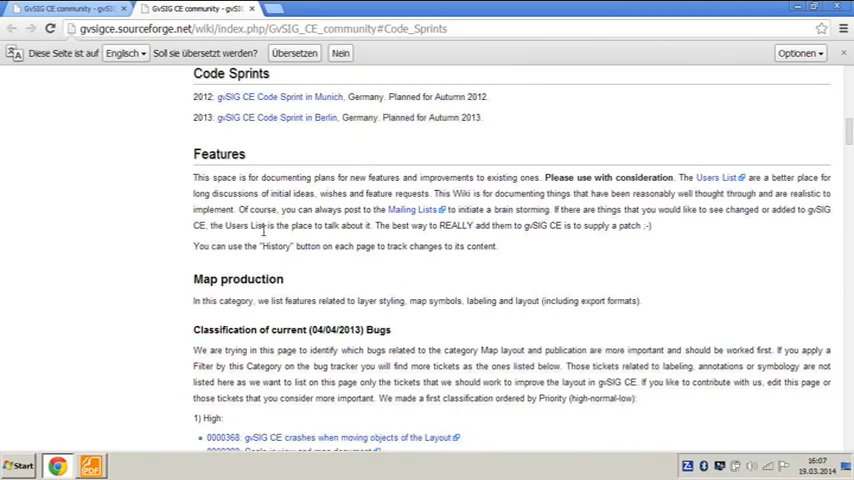 GvSIG CE community - gvSIG
GvSIG CE community - gvSIG
gvsigce.sourceforge.net/wiki/index.php/GvSIG_CE_community#Code_Sprints
Diese Seite ist auf Englisch Soll sie übersetzt werden? Übersetzen Nein Optionen
Code Sprints
2012: gvSIG CE Code Sprint in Munich, Germany. Planned for Autumn 2012.
2013: gvSIG CE Code Sprint in Berlin, Germany. Planned for Autumn 2013.
Features
This space is for documenting plans for new features and improvements to existing ones. Please use with consideration. The Users List are a better place for
long discussions of initial ideas, wishes and feature requests. This Wiki is for documenting things that have been reasonably well thought through and are realistic to
implement. Of course, you can always post to the Mailing Lists to initiate a brain storming. If there are things that you would like to see changed or added to gvSIG
CE, the Users List is the place to talk about it. The best way to REALLY add them to gvSIG CE is to supply a patch ;-)
You can use the "History" button on each page to track changes to its content.
Map production
In this category, we list features related to layer styling, map symbols, labeling and layout (including export formats).
Classification of current (04/04/2013) Bugs
We are trying in this page to identify which bugs related to the category Map layout and publication are more important and should be worked first. If you apply a
Filter by this Category on the bug tracker you will find more tickets as the ones listed below. Those tickets related to labeling, annotations or symbology are not
listed here as we want to list on this page only the tickets that we should work to improve the layout in gvSIG CE. If you like to contribute with us, edit this page or
those tickets that you consider more important. We made a first classification ordered by Priority (high-normal-low):
1) High:
0000368: gvSIG CE crashes when moving objects of the Layout
Scale in view and map document
Start
16:07
19.03.2014